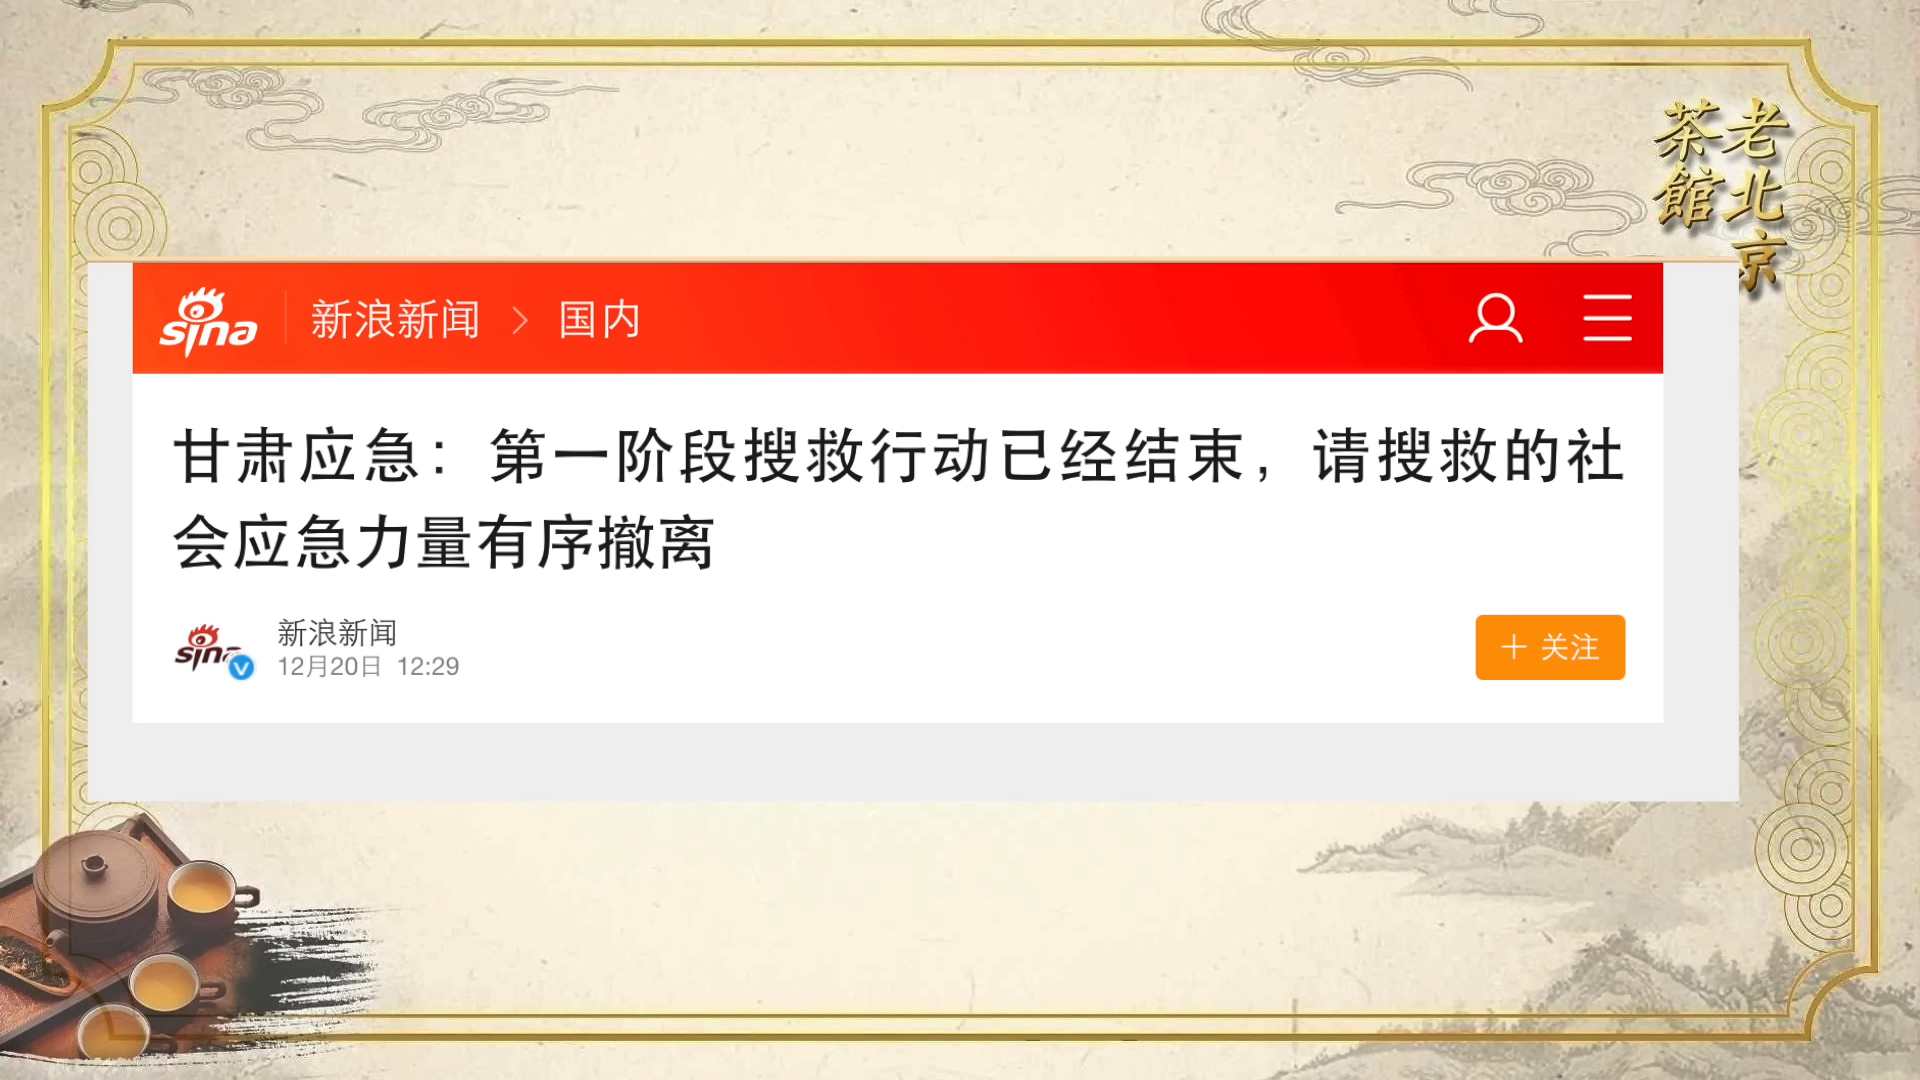 老北京
茶館
sina
新浪新闻 > 国内
甘肃应急：第一阶段搜救行动已经结束，请搜救的社
会应急力量有序撤离
sina
新浪新闻
12月20日 12:29
+ 关注